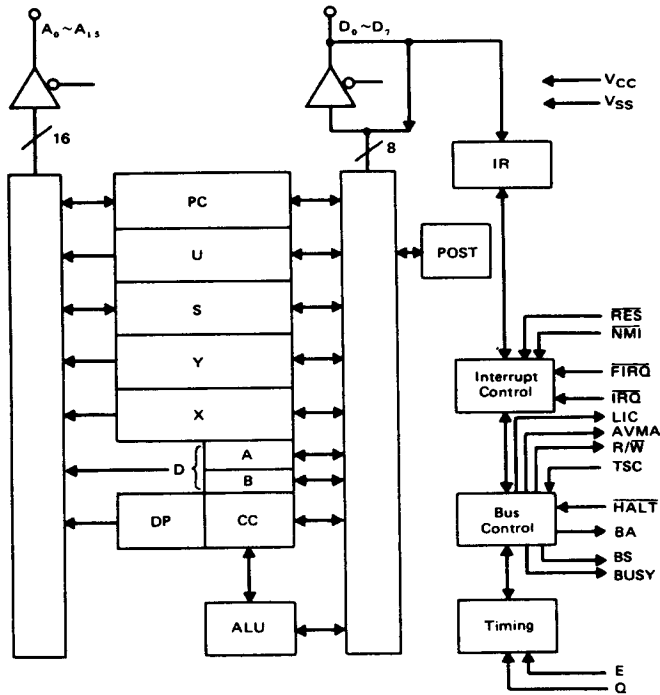 A₀~A₁₅
D₀~D₇
VCC
VSS
16
8
IR
PC
POST
U
S
RES
NMI
Y
FIRQ
Interrupt
Control
IRQ
X
LIC
AVMA
R/W
TSC
D {
A
B
DP
CC
Bus
Control
HALT
BA
BS
BUSY
ALU
Timing
E
Q